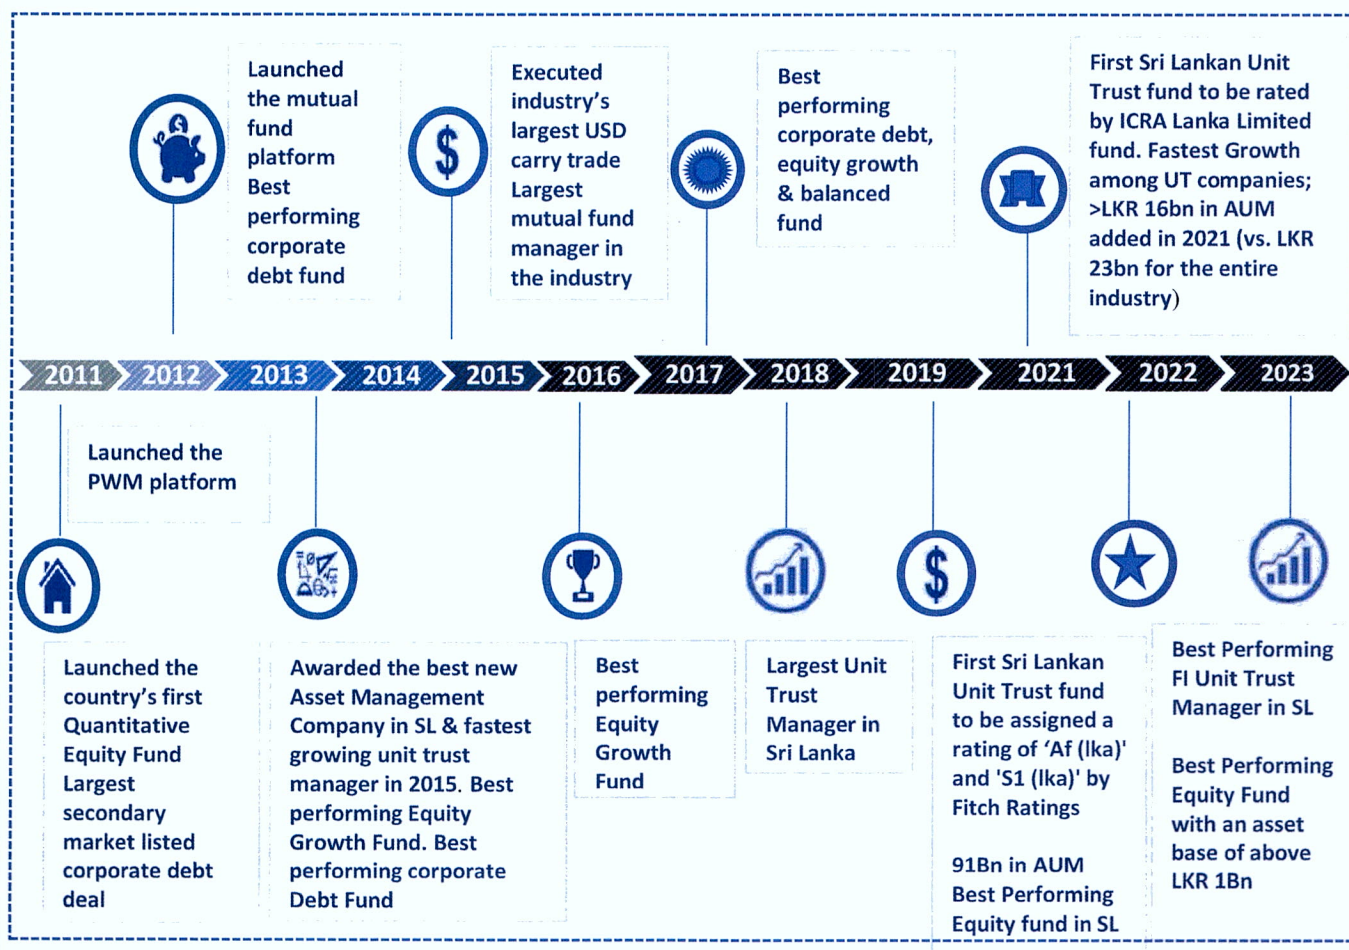 Launched
the mutual
fund
platform
Best
performing
corporate
debt fund
Executed
industry's
largest USD
carry trade
Largest
mutual fund
manager in
the industry
Best
performing
corporate debt,
equity growth
& balanced
fund
First Sri Lankan Unit
Trust fund to be rated
by ICRA Lanka Limited
fund. Fastest Growth
among UT companies;
>LKR 16bn in AUM
added in 2021 (vs. LKR
23bn for the entire
industry)
2011 2012 2013 2014 2015 2016 2017 2018 2019 2021 2022 2023
Launched the
PWM platform
Launched the
country's first
Quantitative
Equity Fund
Largest
secondary
market listed
corporate debt
deal
Awarded the best new
Asset Management
Company in SL & fastest
growing unit trust
manager in 2015. Best
performing Equity
Growth Fund. Best
performing corporate
Debt Fund
Best
performing
Equity
Growth
Fund
Largest Unit
Trust
Manager in
Sri Lanka
First Sri Lankan
Unit Trust fund
to be assigned a
rating of ‘Af (lka)'
and 'S1 (lka)' by
Fitch Ratings
91Bn in AUM
Best Performing
Equity fund in SL
Best Performing
FI Unit Trust
Manager in SL
Best Performing
Equity Fund
with an asset
base of above
LKR 1Bn